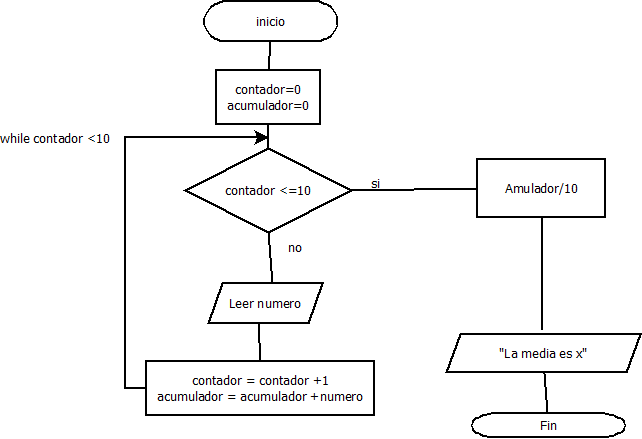 inicio
contador=0
acumulador=0
while contador <10
contador <=10
si
Amulador/10
no
Leer numero
"La media es x"
contador = contador +1
acumulador = acumulador +numero
Fin